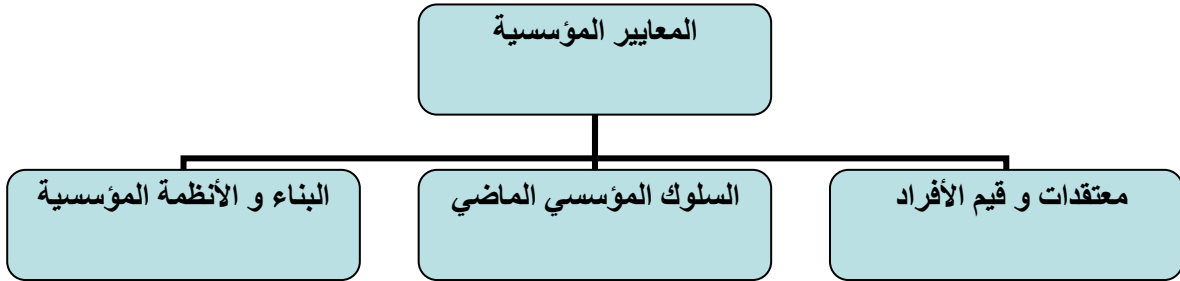 المعايير المؤسسية
معتقدات و قيم الأفراد
السلوك المؤسسي الماضي
البناء و الأنظمة المؤسسية